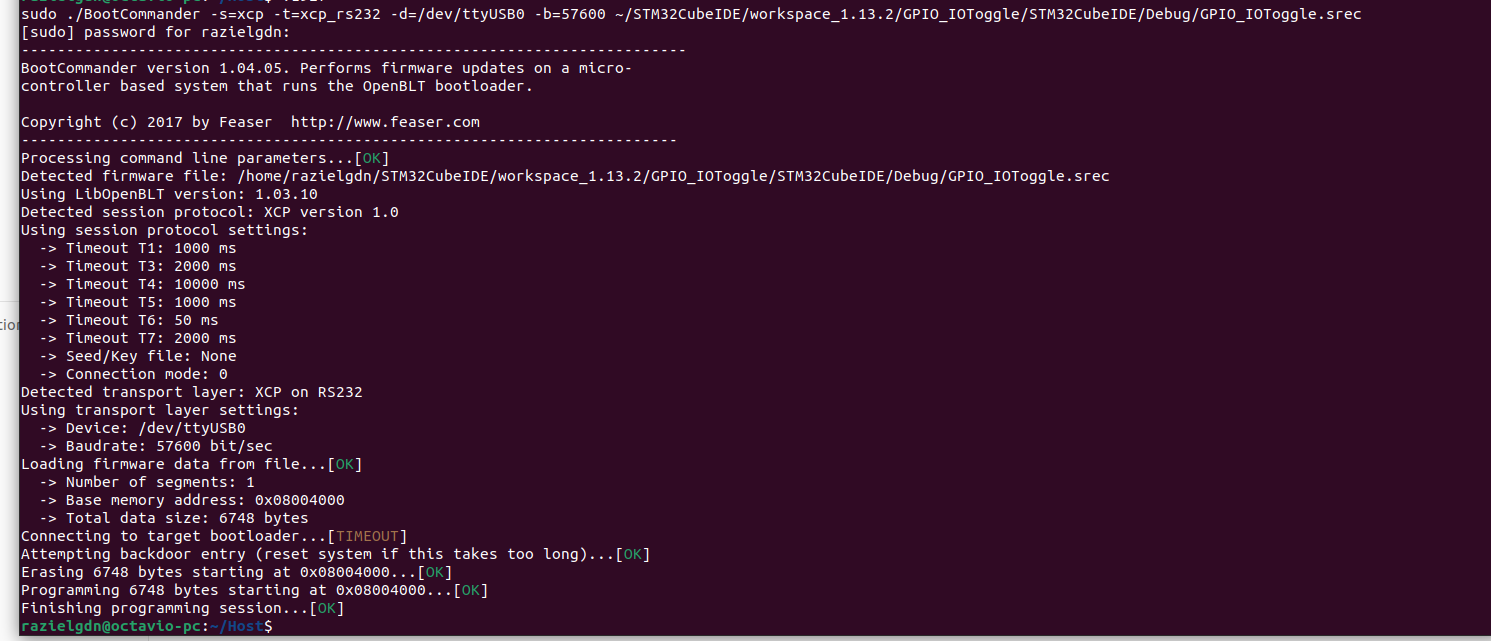 sudo ./BootCommander -s=xcp -t=xcp_rs232 -d=/dev/ttyUSB0 -b=57600 ~/STM32CubeIDE/workspace_1.13.2/GPIO_IOToggle/STM32CubeIDE/Debug/GPIO_IOToggle.srec
[sudo] password for razielgdn:
--------------------------------------------------------------------------
BootCommander version 1.04.05. Performs firmware updates on a micro-
controller based system that runs the OpenBLT bootloader.
Copyright (c) 2017 by Feaser  http://www.feaser.com
-------------------------------------------------------------------------
Processing command line parameters...[OK]
Detected firmware file: /home/razielgdn/STM32CubeIDE/workspace_1.13.2/GPIO_IOToggle/STM32CubeIDE/Debug/GPIO_IOToggle.srec
Using LibOpenBLT version: 1.03.10
Detected session protocol: XCP version 1.0
Using session protocol settings:
  -> Timeout T1: 1000 ms
  -> Timeout T3: 2000 ms
  -> Timeout T4: 10000 ms
  -> Timeout T5: 1000 ms
  -> Timeout T6: 50 ms
  -> Timeout T7: 2000 ms
  -> Seed/Key file: None
  -> Connection mode: 0
Detected transport layer: XCP on RS232
Using transport layer settings:
  -> Device: /dev/ttyUSB0
  -> Baudrate: 57600 bit/sec
Loading firmware data from file...[OK]
  -> Number of segments: 1
  -> Base memory address: 0x08004000
  -> Total data size: 6748 bytes
Connecting to target bootloader...[TIMEOUT]
Attempting backdoor entry (reset system if this takes too long)...[OK]
Erasing 6748 bytes starting at 0x08004000...[OK]
Programming 6748 bytes starting at 0x08004000...[OK]
Finishing programming session...[OK]
razielgdn@octavio-pc:~/Host$